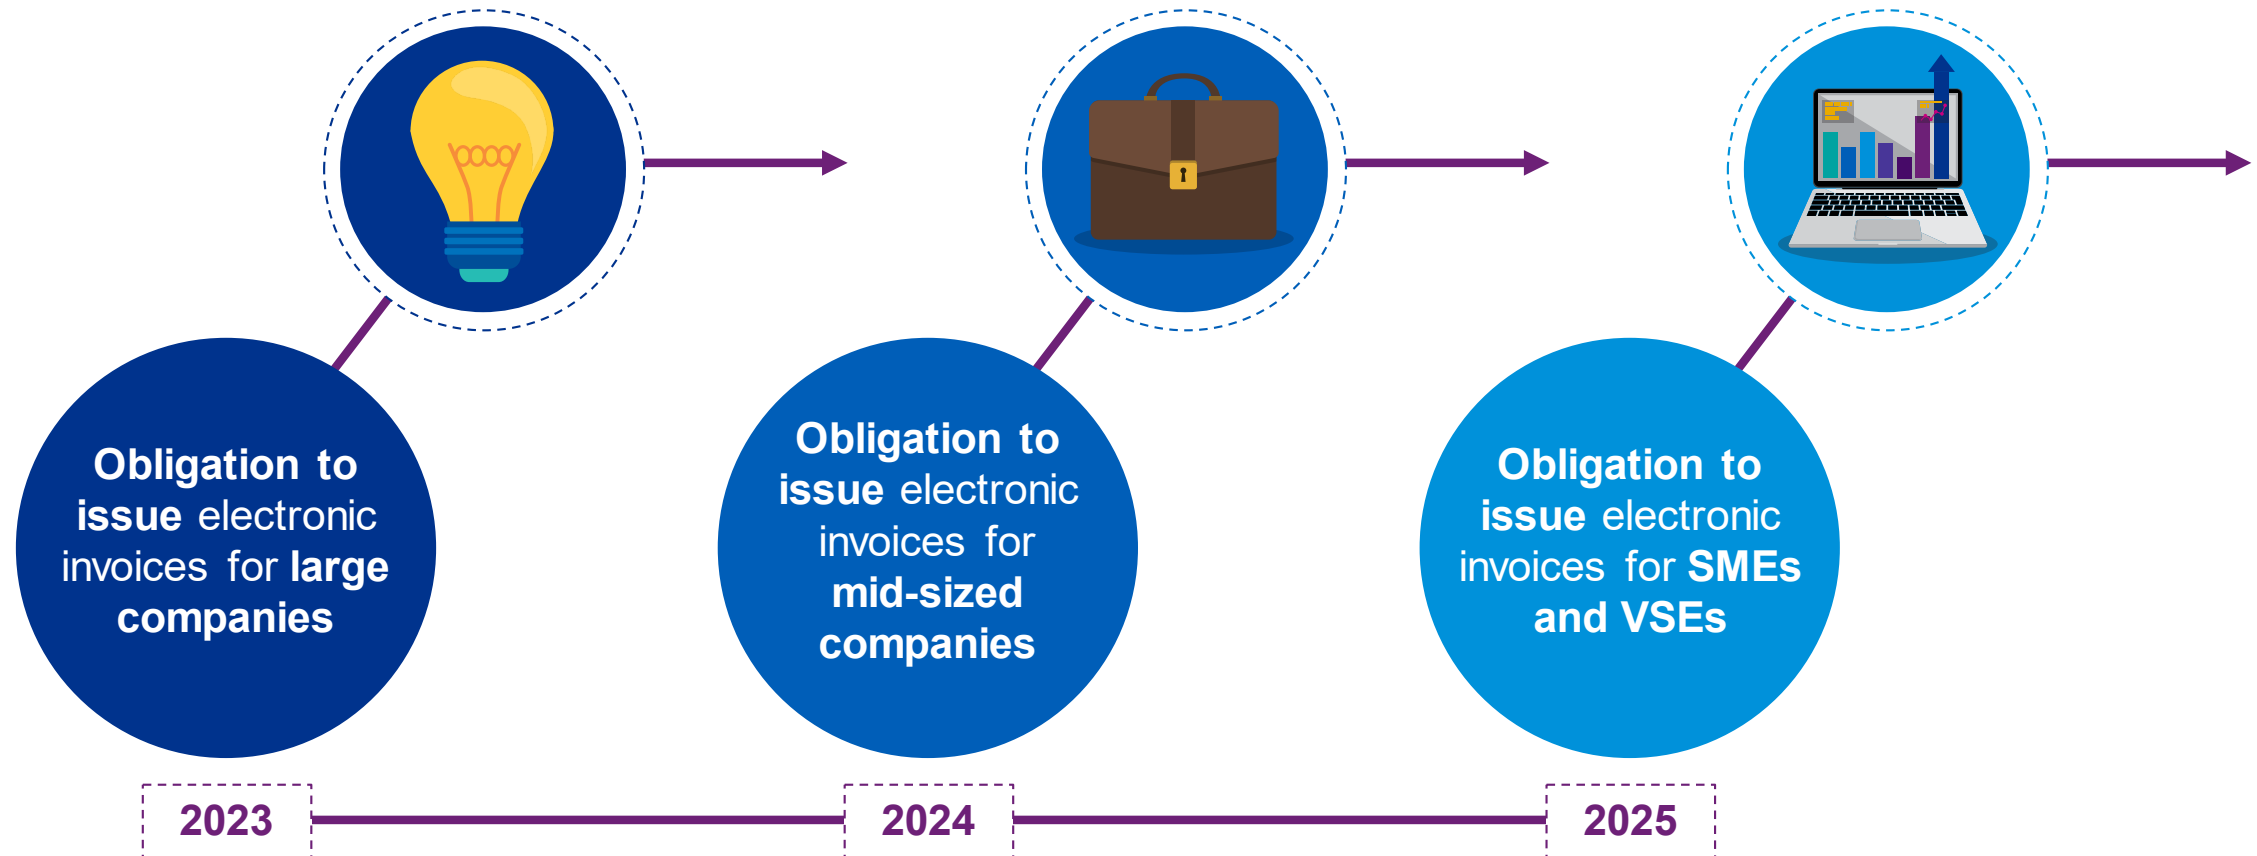 Obligation to
issue electronic
invoices for large
companies
Obligation to
issue electronic
invoices for
mid-sized
companies
Obligation to
issue electronic
invoices for SMEs
and VSEs
2023
2024
2025